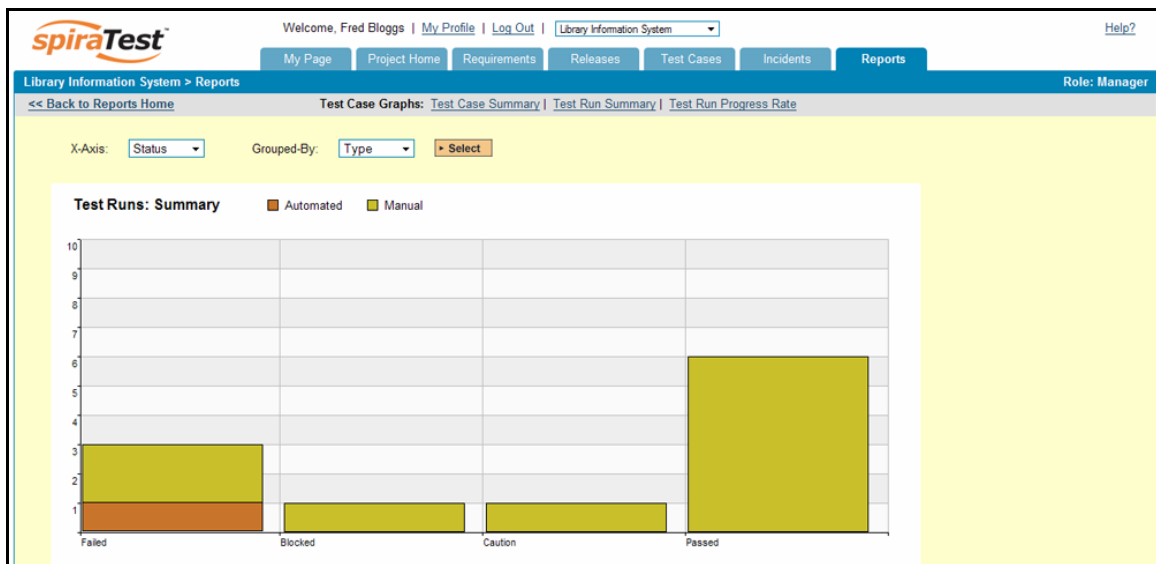 spiraTest™
Welcome, Fred Bloggs | My Profile | Log Out | Library Information System
Help?
My Page
Project Home
Requirements
Releases
Test Cases
Incidents
Reports
Library Information System > Reports
Role: Manager
<< Back to Reports Home
Test Case Graphs: Test Case Summary | Test Run Summary | Test Run Progress Rate
X-Axis: Status
Grouped-By: Type
Select
Test Runs: Summary
Automated
Manual
10
9
8
7
6
5
4
3
2
1
Failed
Blocked
Caution
Passed